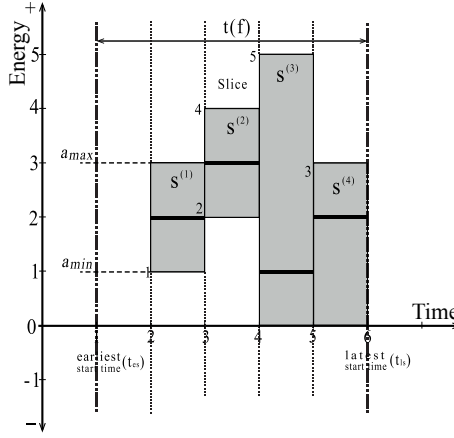 +
Energy
t(f)
5
5
Slice
S(3)
4
4
S(2)
amax
3
3
S(1)
S(4)
2
2
amin
1
1
Time
0
2
3
4
5
6
earliest
start time (tes)
latest
start time (tls)
-1
−